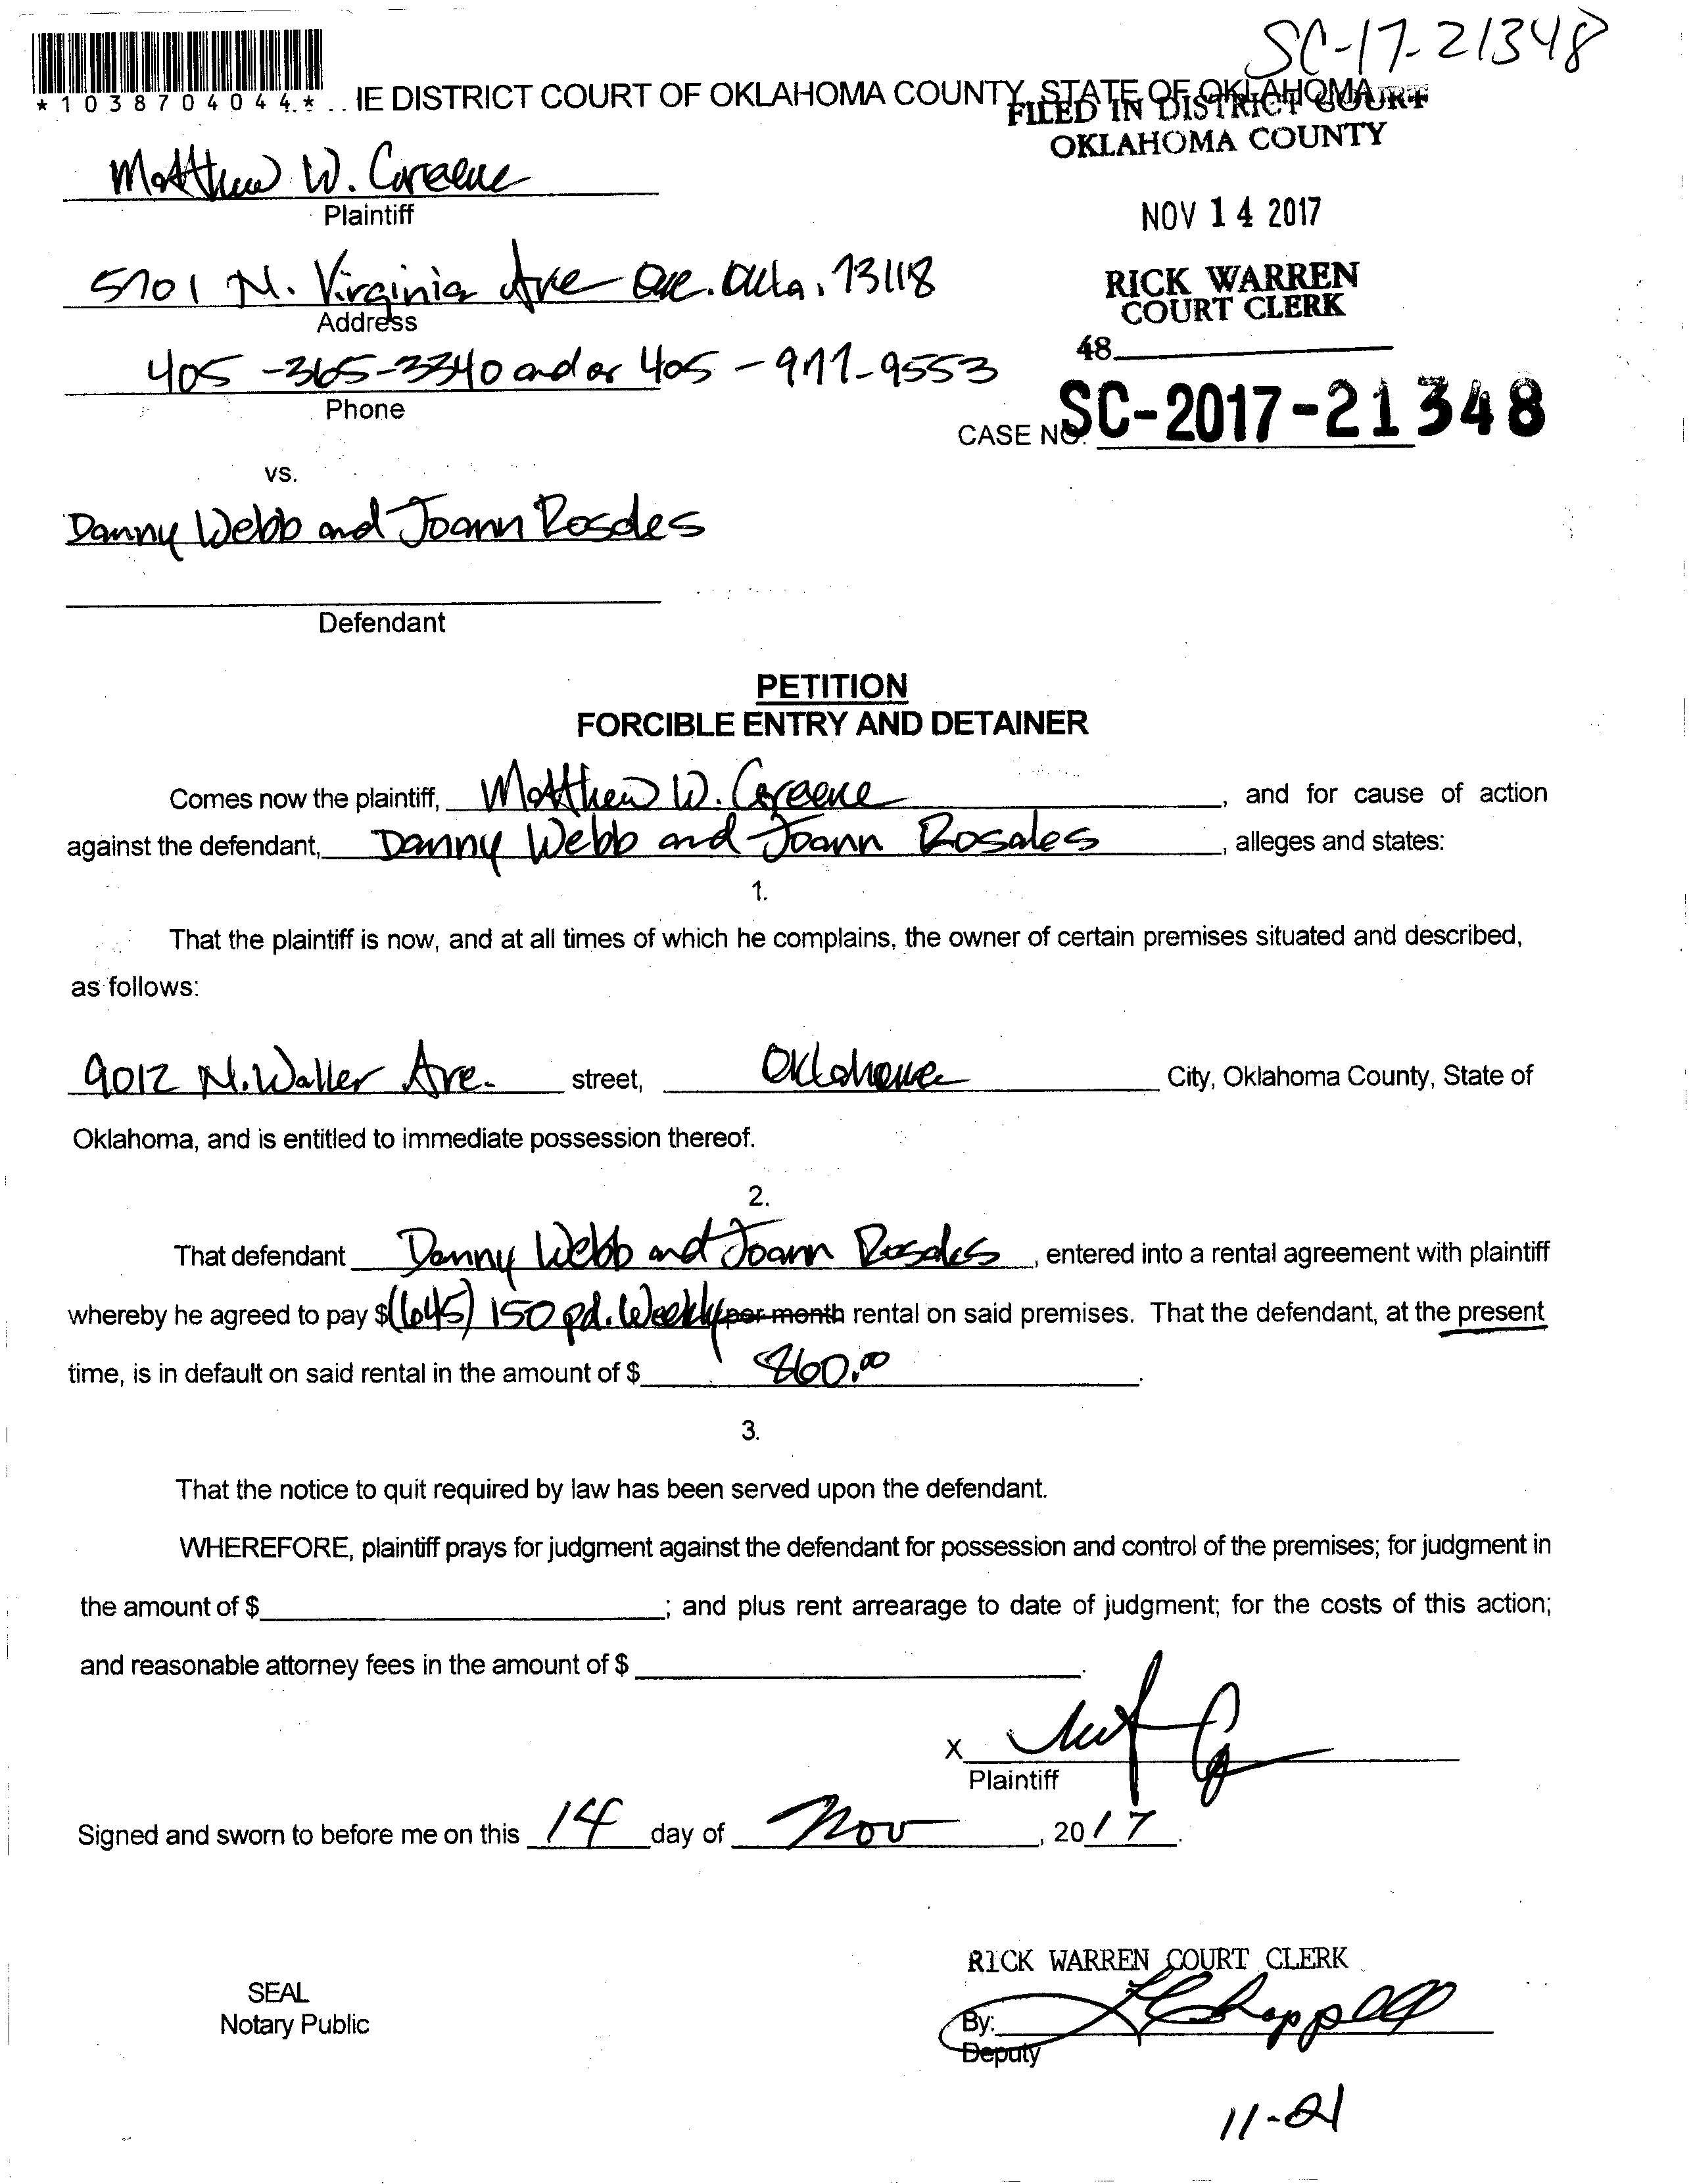 SC-17-21348
*1038704044.* .. IE DISTRICT COURT OF OKLAHOMA COUNTY, STATE OF OKLAHOMA
FILED IN DISTRICT COURT
OKLAHOMA COUNTY
Matthew W. Greene
Plaintiff
NOV 14 2017
5701 N. Virginia Ave Okla. 73118
Address
RICK WARREN
COURT CLERK
48
405-365-3340 and or 405-977-9553
Phone
CASE NO. SC-2017-21348
vs.
Danny Webb and Joann Rosales
Defendant
PETITION
FORCIBLE ENTRY AND DETAINER
Comes now the plaintiff, Matthew W. Greene, and for cause of action
against the defendant, Danny Webb and Joann Rosales, alleges and states:
1.
That the plaintiff is now, and at all times of which he complains, the owner of certain premises situated and described,
as follows:
9012 N. Waller Ave. street, Oklahoma City, Oklahoma County, State of
Oklahoma, and is entitled to immediate possession thereof.
2.
That defendant Danny Webb and Joann Rosales, entered into a rental agreement with plaintiff
whereby he agreed to pay $(645) 150 pd. Weekly per month rental on said premises. That the defendant, at the present
time, is in default on said rental in the amount of $ 860.00.
3.
That the notice to quit required by law has been served upon the defendant.
WHEREFORE, plaintiff prays for judgment against the defendant for possession and control of the premises; for judgment in
the amount of $ ; and plus rent arrearage to date of judgment; for the costs of this action;
and reasonable attorney fees in the amount of $ .
X
Plaintiff
Signed and sworn to before me on this 14 day of Nov, 2017.
RICK WARREN COURT CLERK
SEAL
Notary Public
By: Chappell
Deputy
11-21